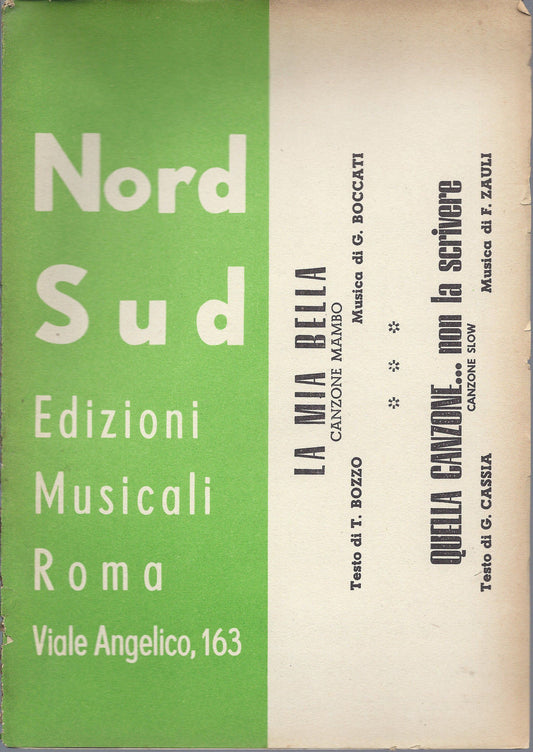 Nord
Sud
Edizioni
Musicali
Roma
Viale Angelico, 163
LA MIA BELLA
CANZONE MAMBO
Testo di T. BOZZO Musica di G. BOCCATI
QUELLA CANZONE... non la scrivere
CANZONE SLOW
Testo di G. CASSIA Musica di F. ZAULI